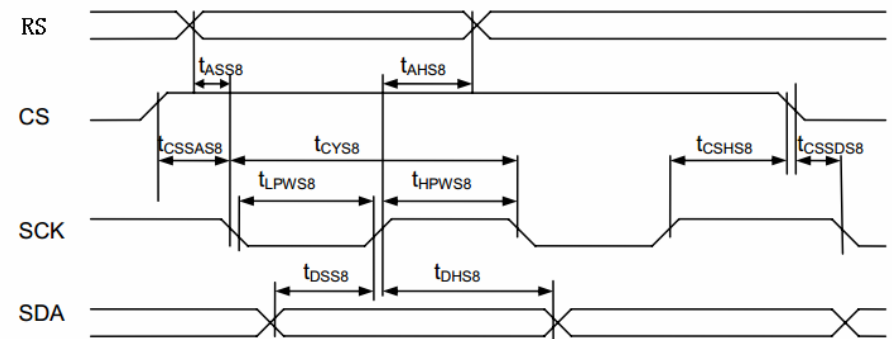 RS
tASS8 tAHS8
CS
tCSSAS8 tCYS8 tCSHS8 tCSSDS8
tLPWS8 tHPWS8
SCK
tDSS8 tDHS8
SDA